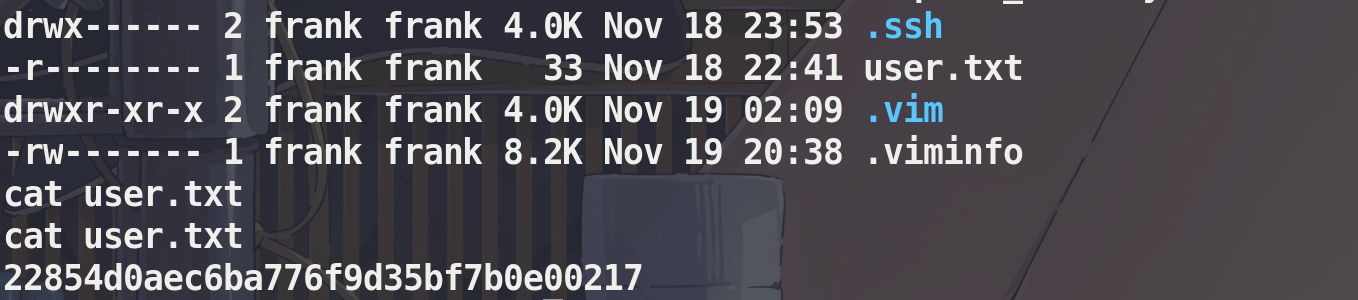 drwx------ 2 frank frank 4.0K Nov 18 23:53 .ssh
-r-------- 1 frank frank   33 Nov 18 22:41 user.txt
drwxr-xr-x 2 frank frank 4.0K Nov 19 02:09 .vim
-rw------- 1 frank frank 8.2K Nov 19 20:38 .viminfo
cat user.txt
cat user.txt
22854d0aec6ba776f9d35bf7b0e00217